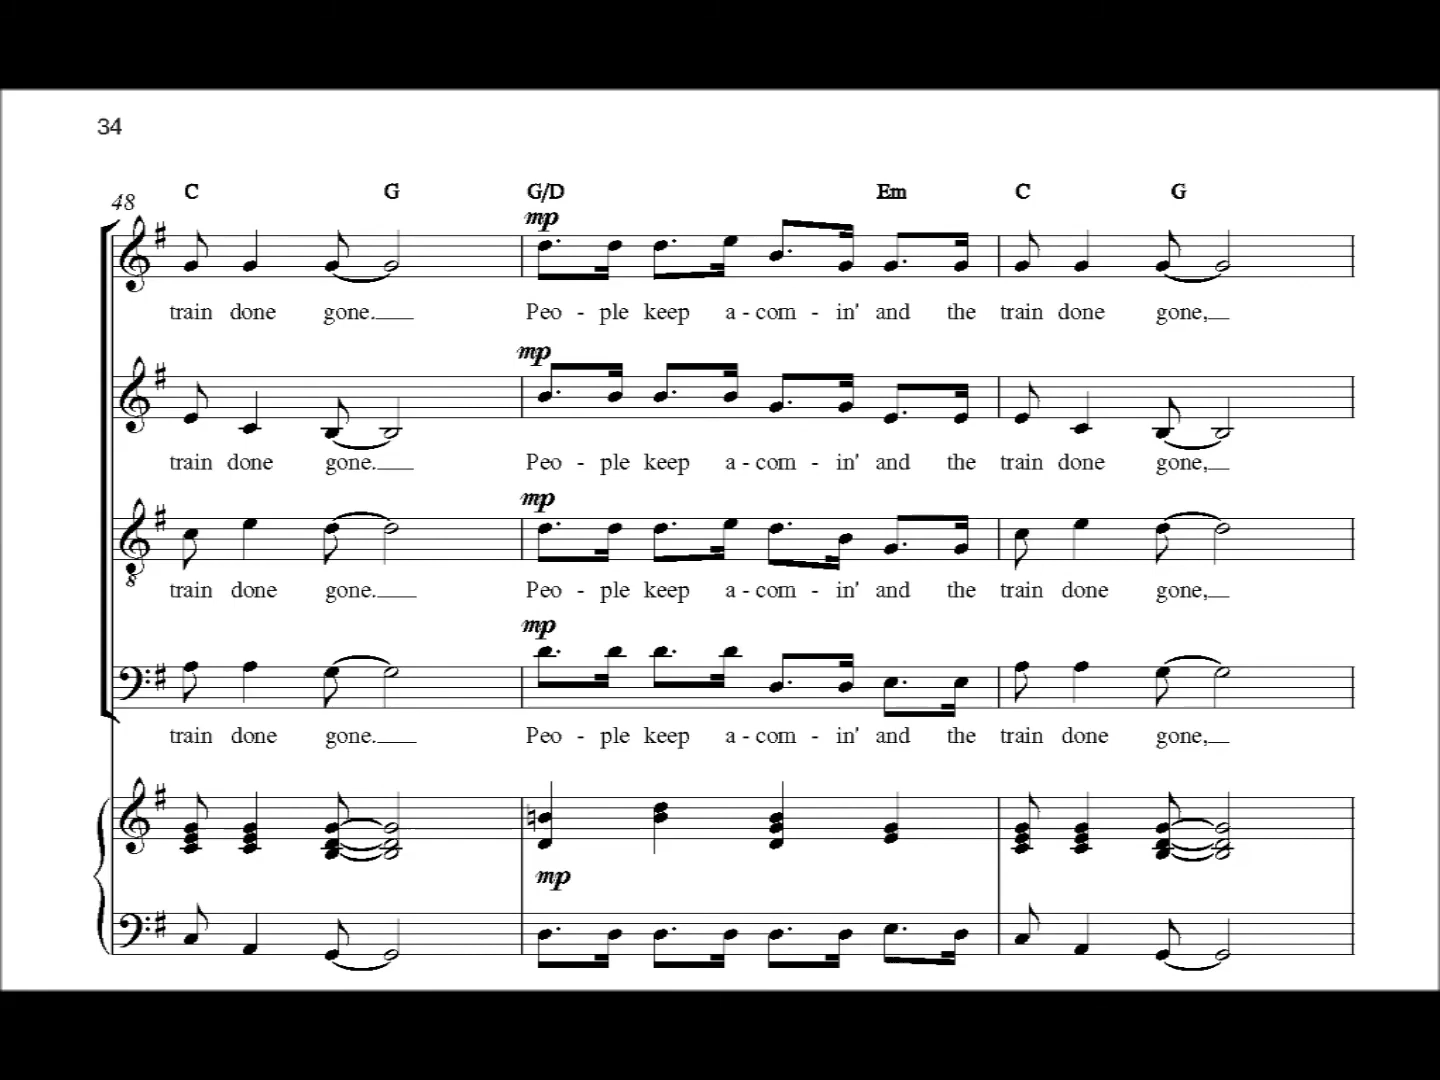 34
48 C G G/D Em C G
mp
train done gone. Peo - ple keep a - com - in' and the train done gone,
mp
train done gone. Peo - ple keep a - com - in' and the train done gone,
mp
8
train done gone. Peo - ple keep a - com - in' and the train done gone,
mp
train done gone. Peo - ple keep a - com - in' and the train done gone,
mp